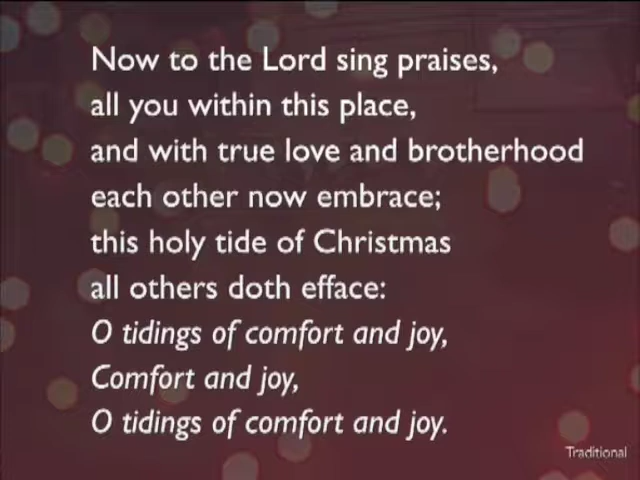 Now to the Lord sing praises,
all you within this place,
and with true love and brotherhood
each other now embrace;
this holy tide of Christmas
all others doth efface:
O tidings of comfort and joy,
Comfort and joy,
O tidings of comfort and joy.
Traditional